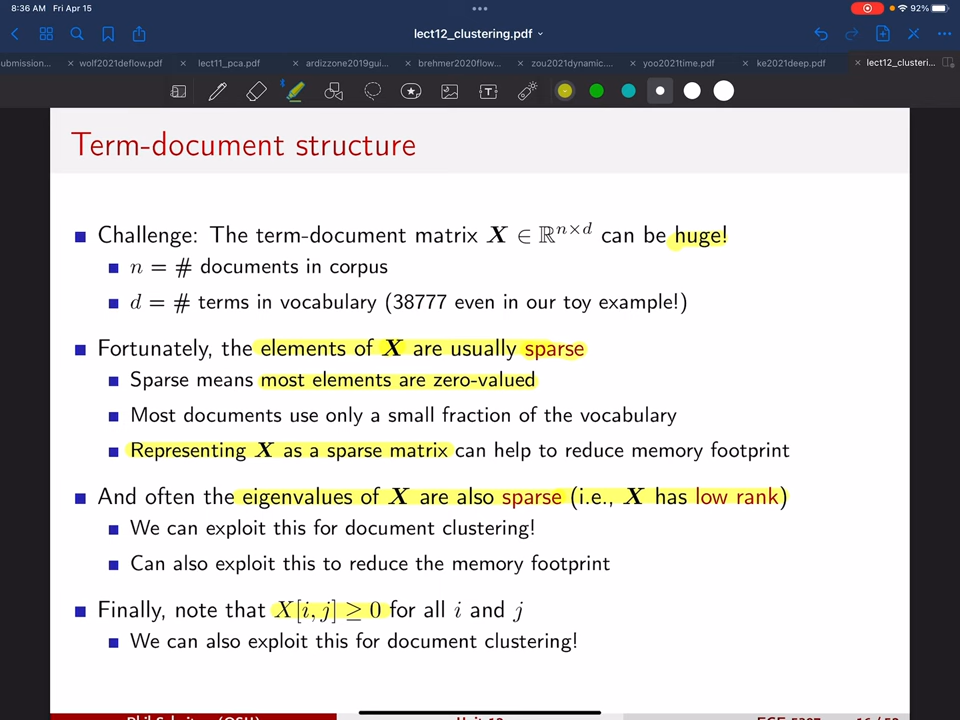 8:36 AM Fri Apr 15
92%
lect12_clustering.pdf
ubmission...
wolf2021deflow.pdf
lect11_pca.pdf
ardizzone2019gui...
brehmer2020flow...
zou2021dynamic....
yoo2021time.pdf
ke2021deep.pdf
lect12_clusteri...
Term-document structure
Challenge: The term-document matrix X ∈ ℝ^{n×d} can be huge!
n = # documents in corpus
d = # terms in vocabulary (38777 even in our toy example!)
Fortunately, the elements of X are usually sparse
Sparse means most elements are zero-valued
Most documents use only a small fraction of the vocabulary
Representing X as a sparse matrix can help to reduce memory footprint
And often the eigenvalues of X are also sparse (i.e., X has low rank)
We can exploit this for document clustering!
Can also exploit this to reduce the memory footprint
Finally, note that X[i, j] ≥ 0 for all i and j
We can also exploit this for document clustering!